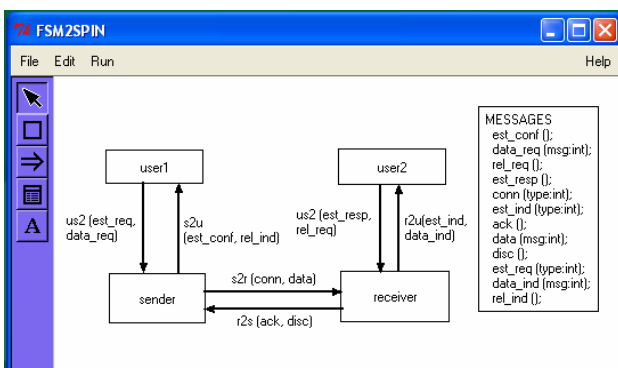 FSM2SPIN
File Edit Run Help
A
user1
user2
us2 (est_req,
data_req)
s2u
(est_conf, rel_ind)
us2 (est_resp,
rel_req)
r2u(est_ind,
data_ind)
s2r (conn, data)
sender
receiver
r2s (ack, disc)
MESSAGES
est_conf ();
data_req (msg:int);
rel_req ();
est_resp ();
conn (type:int);
est_ind (type:int);
ack ();
data (msg:int);
disc ();
est_req (type:int);
data_ind (msg:int);
rel_ind ();